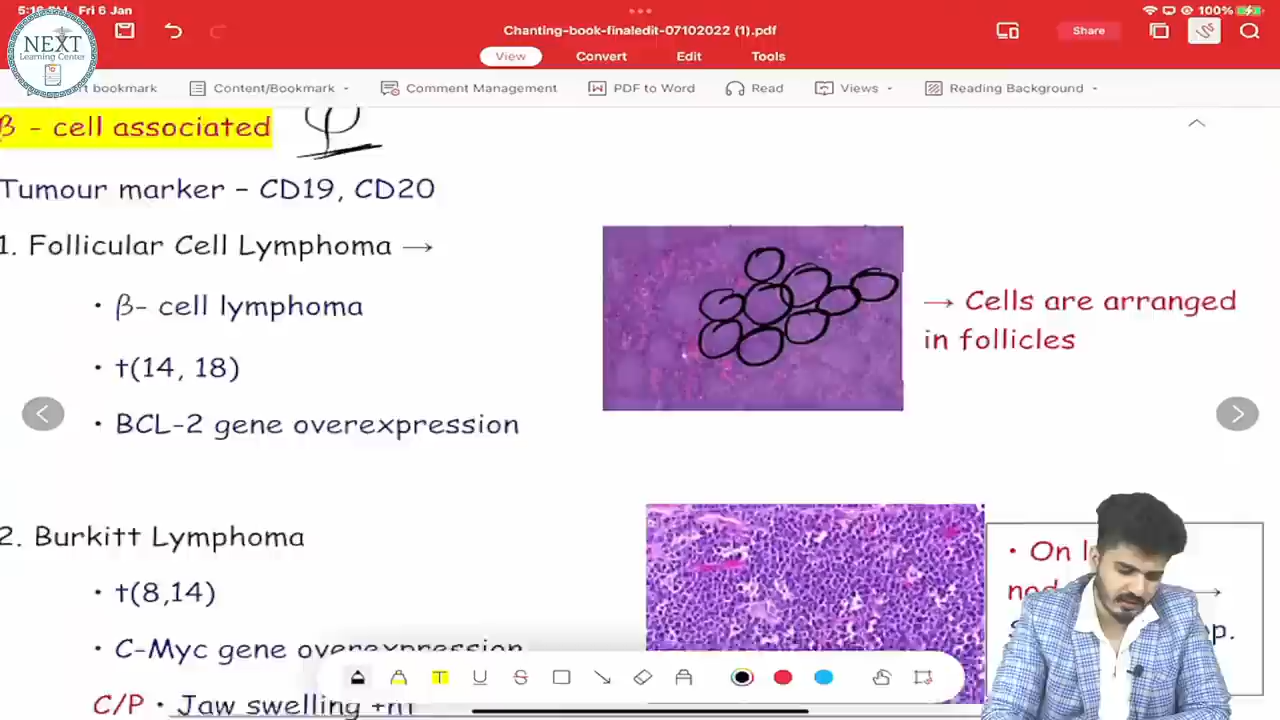 5:16 PM Fri 6 Jan
100%
NEXT
Learning Center
Chanting-book-finaledit-07102022 (1).pdf
Share
View
Convert
Edit
Tools
bookmark
Content/Bookmark
Comment Management
PDF to Word
Read
Views
Reading Background
β - cell associated
Tumour marker – CD19, CD20
1. Follicular Cell Lymphoma →
• β- cell lymphoma
• t(14, 18)
• BCL-2 gene overexpression
→ Cells are arranged
in follicles
2. Burkitt Lymphoma
• t(8,14)
• C-Myc gene overexpression
C/P • Jaw swelling
• On